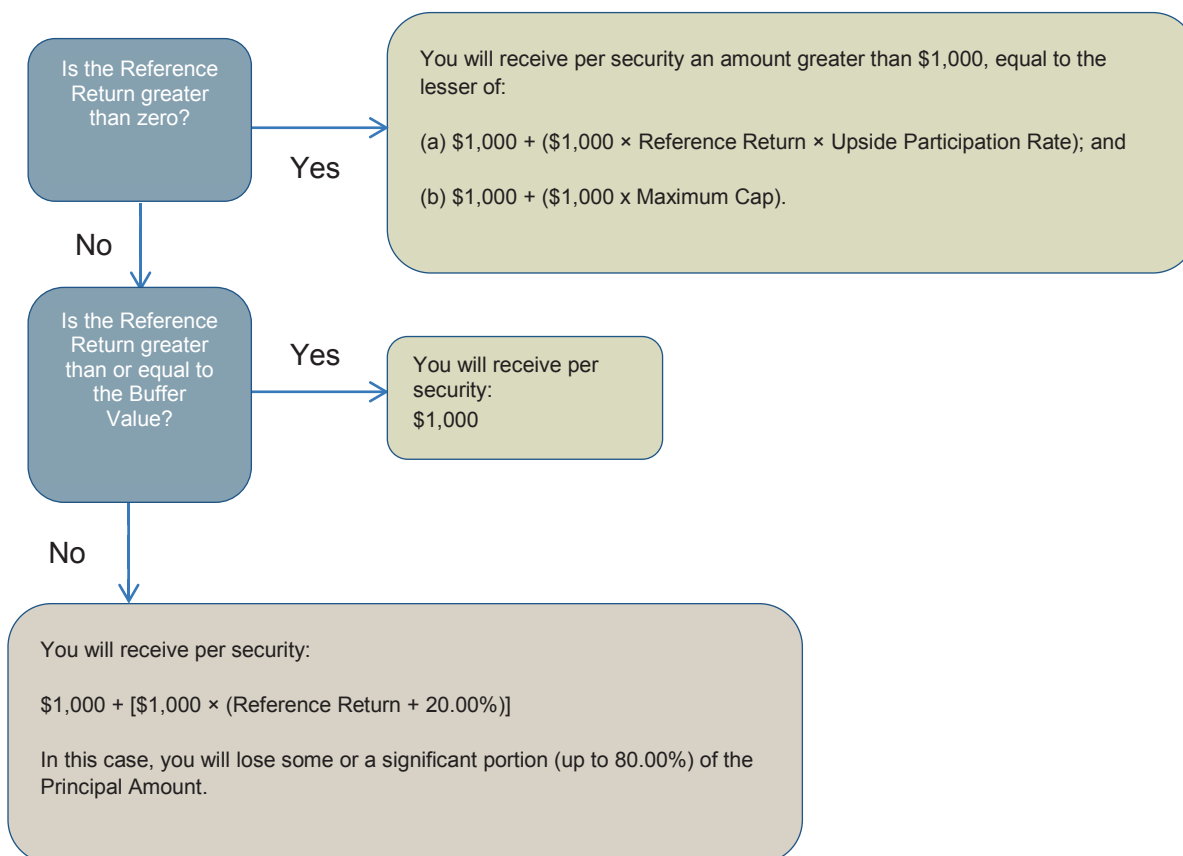 Is the Reference
Return greater
than zero?
Yes
You will receive per security an amount greater than $1,000, equal to the
lesser of:
(a) $1,000 + ($1,000 × Reference Return × Upside Participation Rate); and
(b) $1,000 + ($1,000 x Maximum Cap).
No
Is the Reference
Return greater
than or equal to
the Buffer
Value?
Yes
You will receive per
security:
$1,000
No
You will receive per security:
$1,000 + [$1,000 × (Reference Return + 20.00%)]
In this case, you will lose some or a significant portion (up to 80.00%) of the
Principal Amount.